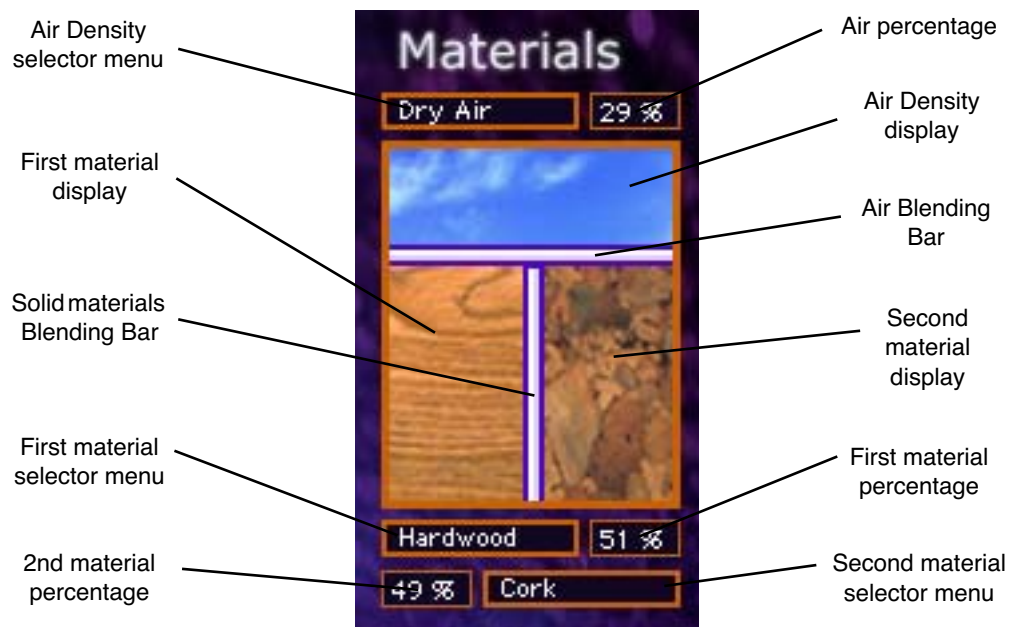 Air Density
selector menu
First material
display
Solid materials
Blending Bar
First material
selector menu
2nd material
percentage
Materials
Dry Air
29 %
Hardwood
51 %
49 %
Cork
Air percentage
Air Density
display
Air Blending
Bar
Second
material
display
First material
percentage
Second material
selector menu